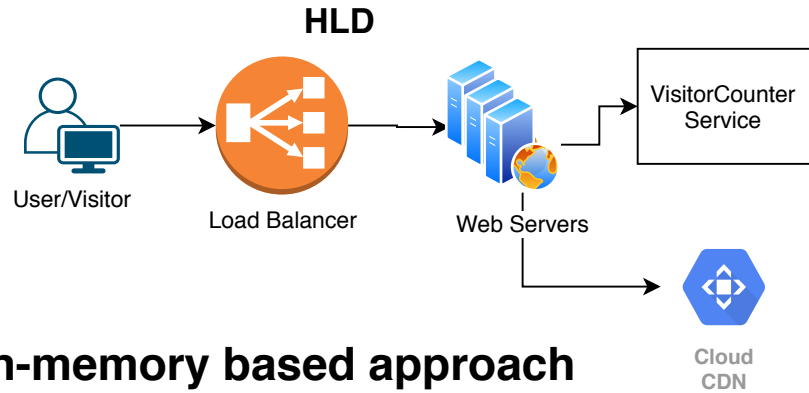 HLD
VisitorCounter
Service
User/Visitor
Load Balancer
Web Servers
n-memory based approach
Cloud
CDN